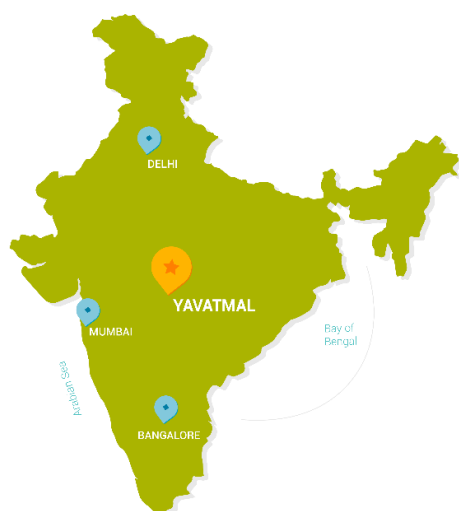 DELHI
YAVATMAL
MUMBAI
Bay of
Bengal
Arabian Sea
BANGALORE